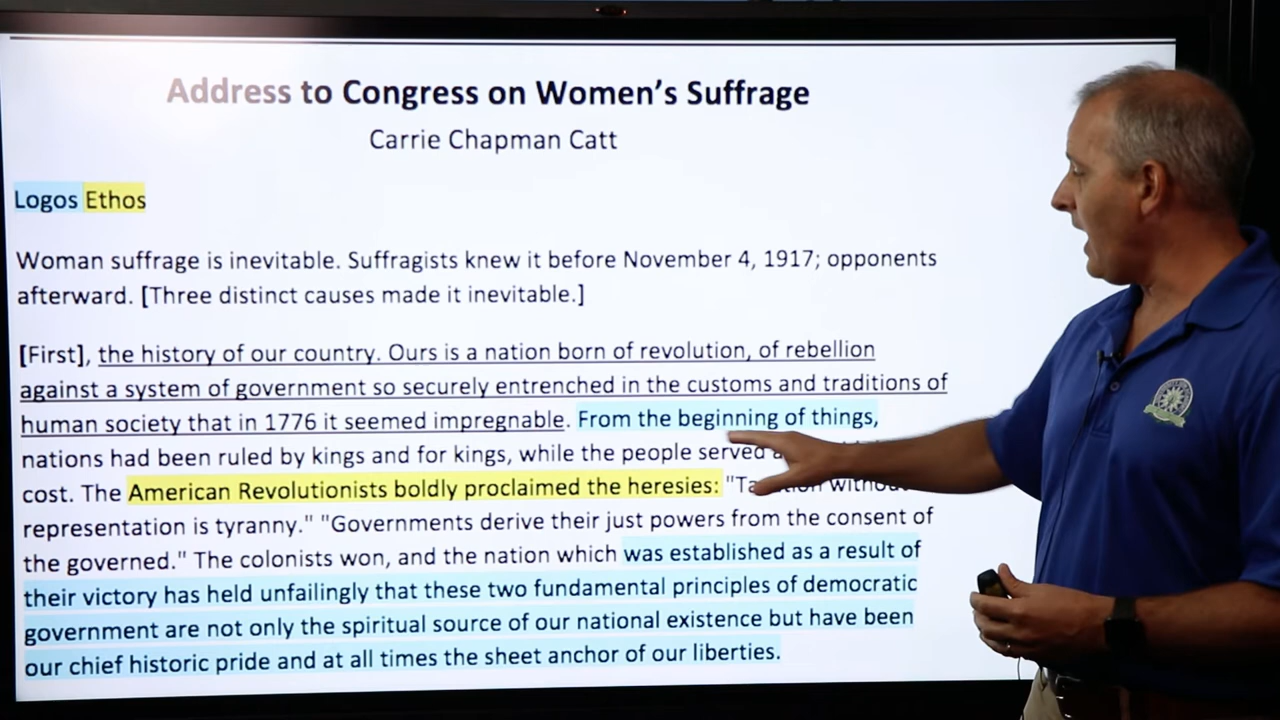 Address to Congress on Women's Suffrage
Carrie Chapman Catt
Logos Ethos
Woman suffrage is inevitable. Suffragists knew it before November 4, 1917; opponents
afterward. [Three distinct causes made it inevitable.]
[First], the history of our country. Ours is a nation born of revolution, of rebellion
against a system of government so securely entrenched in the customs and traditions of
human society that in 1776 it seemed impregnable. From the beginning of things,
nations had been ruled by kings and for kings, while the people served
cost. The American Revolutionists boldly proclaimed the heresies: "Taxation without
representation is tyranny." "Governments derive their just powers from the consent of
the governed." The colonists won, and the nation which was established as a result of
their victory has held unfailingly that these two fundamental principles of democratic
government are not only the spiritual source of our national existence but have been
our chief historic pride and at all times the sheet anchor of our liberties.